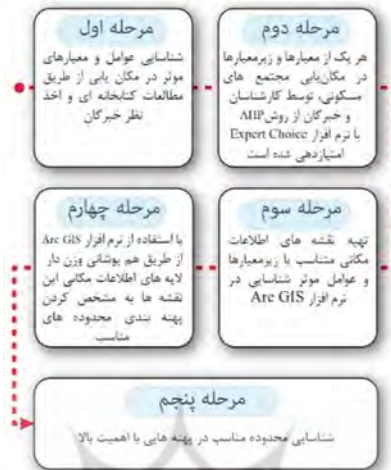 مرحله اول
شناسایی عوامل و معیارهای
موثر در مکان یابی از طریق
مطالعات کتابخانه ای و اخذ
نظر خبرگان
مرحله دوم
هر یک از معیارها و زیرمعیارها
در مکان‌یابی مجتمع های
مسکونی، توسط کارشناسان
و خبرگان از روش AHP
با نرم افزار Expert Choice
امتیازدهی شده است
مرحله سوم
تهیه نقشه های اطلاعات
مکانی متناسب با زیرمعیارها
و عوامل موثر شناسایی در
نرم افزار Arc GIS
مرحله چهارم
با استفاده از نرم افزار Arc GIS
از طریق هم پوشانی وزن دار
لایه های اطلاعات مکانی این
نقشه ها به مشخص کردن
پهنه بندی محدوده های
مناسب
مرحله پنجم
شناسایی محدوده مناسب در پهنه هایی با اهمیت بالا